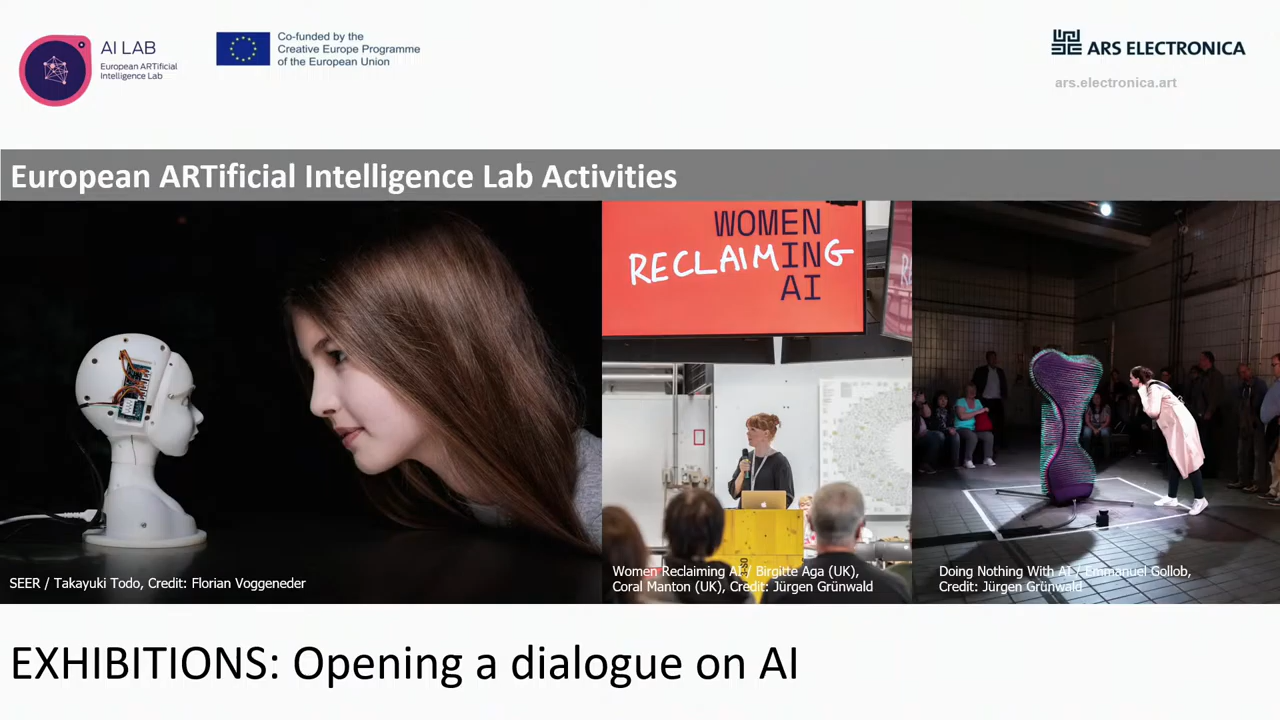 AI LAB
European ARTificial
Intelligence Lab
Co-funded by the
Creative Europe Programme
of the European Union
ARS ELECTRONICA
ars.electronica.art
European ARTificial Intelligence Lab Activities
WOMEN
RECLAIMING
AI
SEER / Takayuki Todo, Credit: Florian Voggeneder
Women Reclaiming AI / Birgitte Aga (UK),
Coral Manton (UK), Credit: Jürgen Grünwald
Doing Nothing With AI / Emmanuel Gollob,
Credit: Jürgen Grünwald
EXHIBITIONS: Opening a dialogue on AI